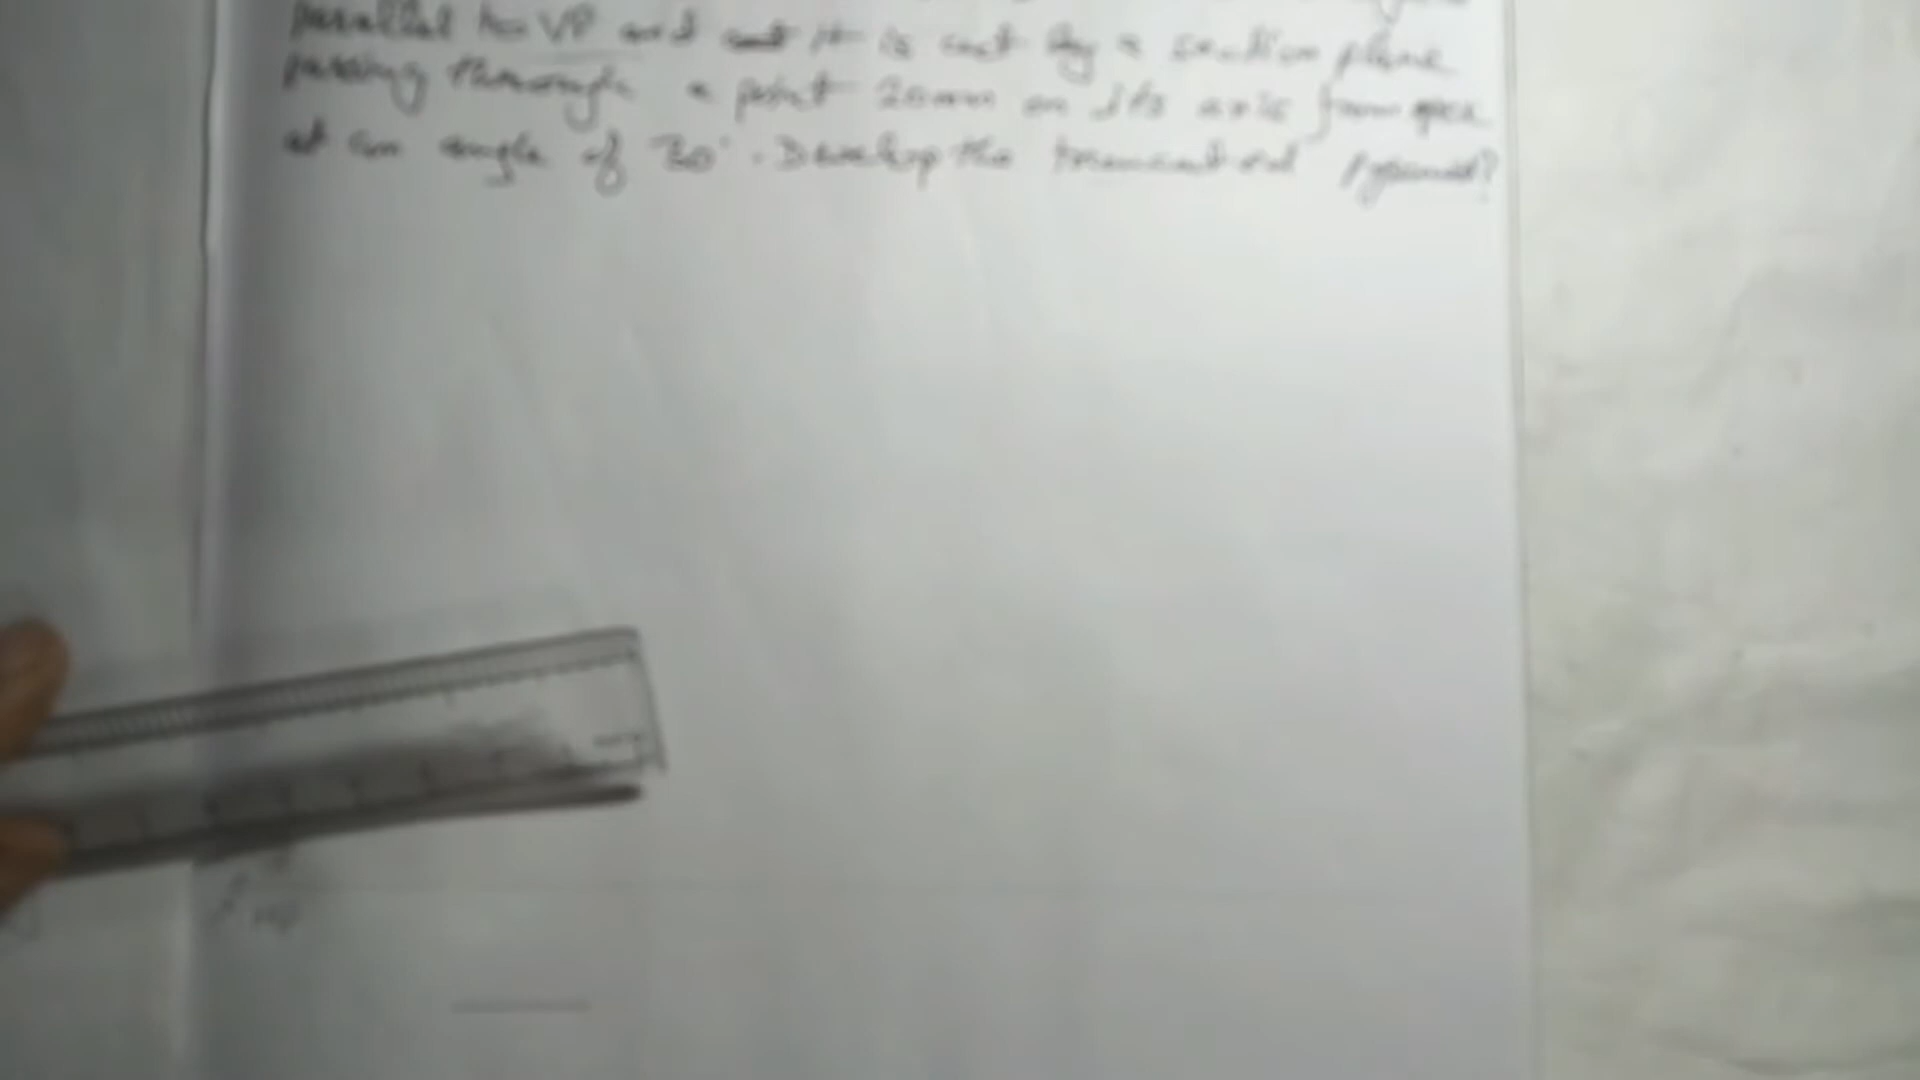 parallel to VP and cut it is cut by a section plane
passing through a point 20mm on its axis from apex
at an angle of 30°. Develop the truncated pyramid?